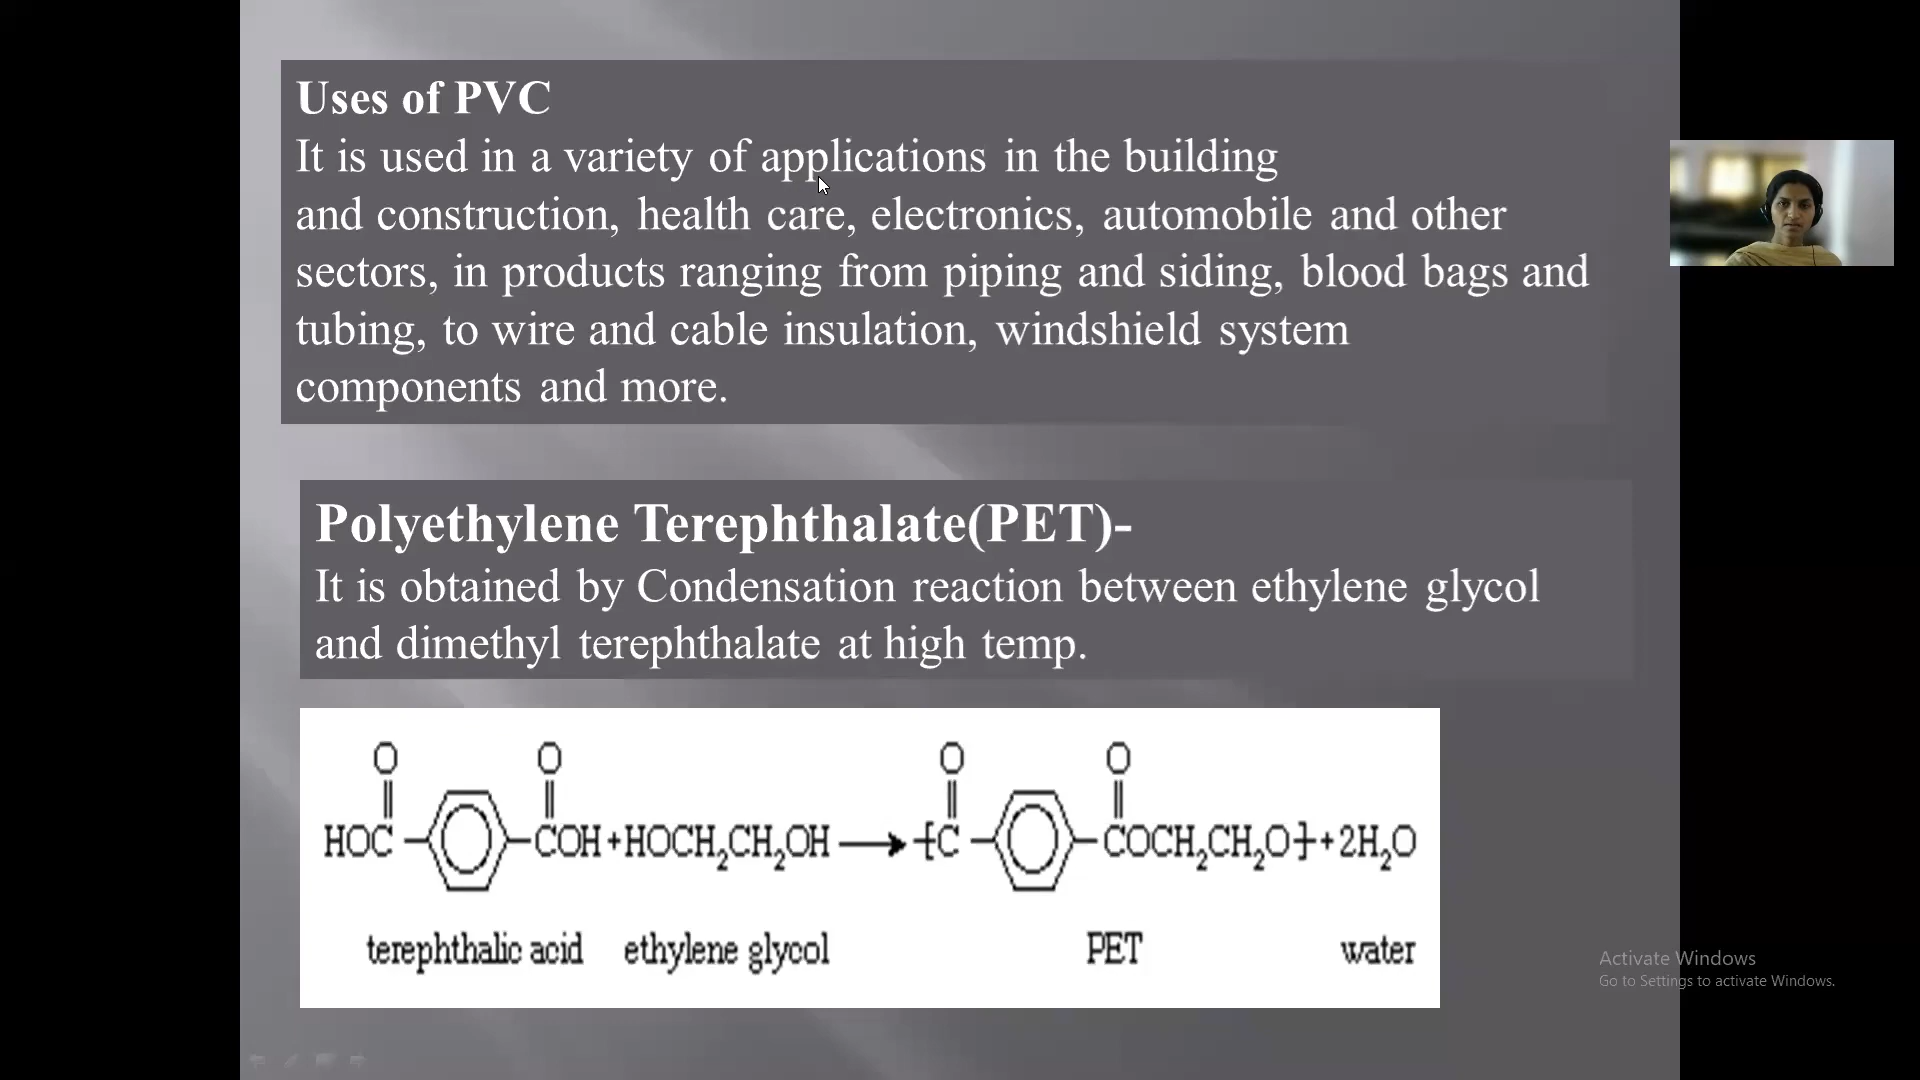 Uses of PVC
It is used in a variety of applications in the building
and construction, health care, electronics, automobile and other
sectors, in products ranging from piping and siding, blood bags and
tubing, to wire and cable insulation, windshield system
components and more.
Polyethylene Terephthalate(PET)-
It is obtained by Condensation reaction between ethylene glycol
and dimethyl terephthalate at high temp.
O O O O
HOC COH + HOCH₂CH₂OH → [C COCH₂CH₂O] + 2H₂O
terephthalic acid ethylene glycol PET water
Activate Windows
Go to Settings to activate Windows.